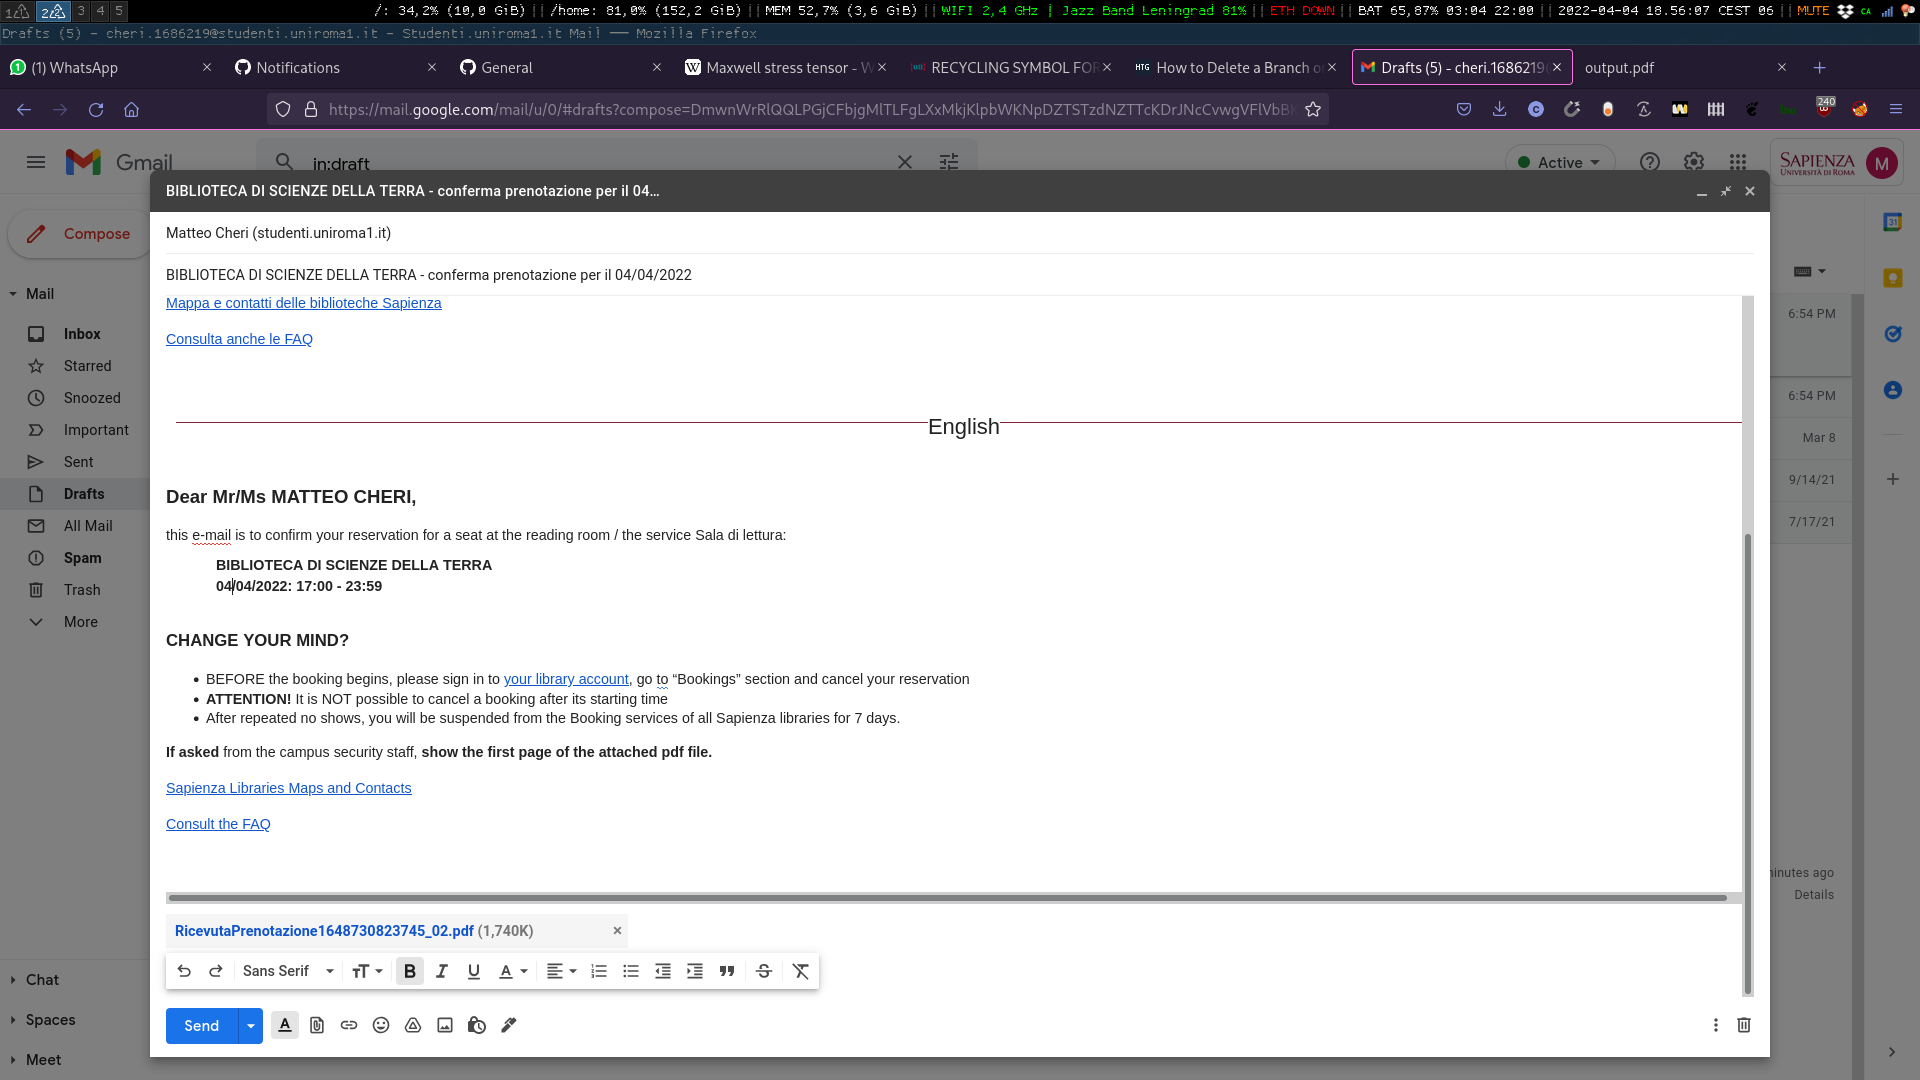 1 2 3 4 5 /: 34,2% (10,0 GiB) || /home: 81,0% (152,2 GiB) || MEM 52,7% (3,6 GiB) || WIFI 2,4 GHz | Jazz Band Leningrad 81% || ETH DOWN || BAT 65,87% 03:04 22:00 || 2022-04-04 18.56:07 CEST 06 || MUTE CA
Drafts (5) - cheri.1686219@studenti.uniroma1.it - Studenti.uniroma1.it Mail — Mozilla Firefox
(1) WhatsApp Notifications General Maxwell stress tensor - W RECYCLING SYMBOL FOR HTG How to Delete a Branch o Drafts (5) - cheri.1686219 output.pdf
https://mail.google.com/mail/u/0/#drafts?compose= 240
Gmail in:draft Active SAPIENZA
UNIVERSITÀ DI ROMA M
BIBLIOTECA DI SCIENZE DELLA TERRA - conferma prenotazione per il 04…
Compose
Mail
Inbox
Starred
Snoozed
Important
Sent
Drafts
All Mail
Spam
Trash
More
Chat
Spaces
Meet
Matteo Cheri (studenti.uniroma1.it)
BIBLIOTECA DI SCIENZE DELLA TERRA - conferma prenotazione per il 04/04/2022
Mappa e contatti delle biblioteche Sapienza
Consulta anche le FAQ
English
Dear Mr/Ms MATTEO CHERI,
this e-mail is to confirm your reservation for a seat at the reading room / the service Sala di lettura:
BIBLIOTECA DI SCIENZE DELLA TERRA
04/04/2022: 17:00 - 23:59
CHANGE YOUR MIND?
• BEFORE the booking begins, please sign in to your library account, go to “Bookings” section and cancel your reservation
• ATTENTION! It is NOT possible to cancel a booking after its starting time
• After repeated no shows, you will be suspended from the Booking services of all Sapienza libraries for 7 days.
If asked from the campus security staff, show the first page of the attached pdf file.
Sapienza Libraries Maps and Contacts
Consult the FAQ
RicevutaPrenotazione1648730823745_02.pdf (1,740K)
Sans Serif
Send
6:54 PM
6:54 PM
Mar 8
9/14/21
7/17/21
minutes ago
Details